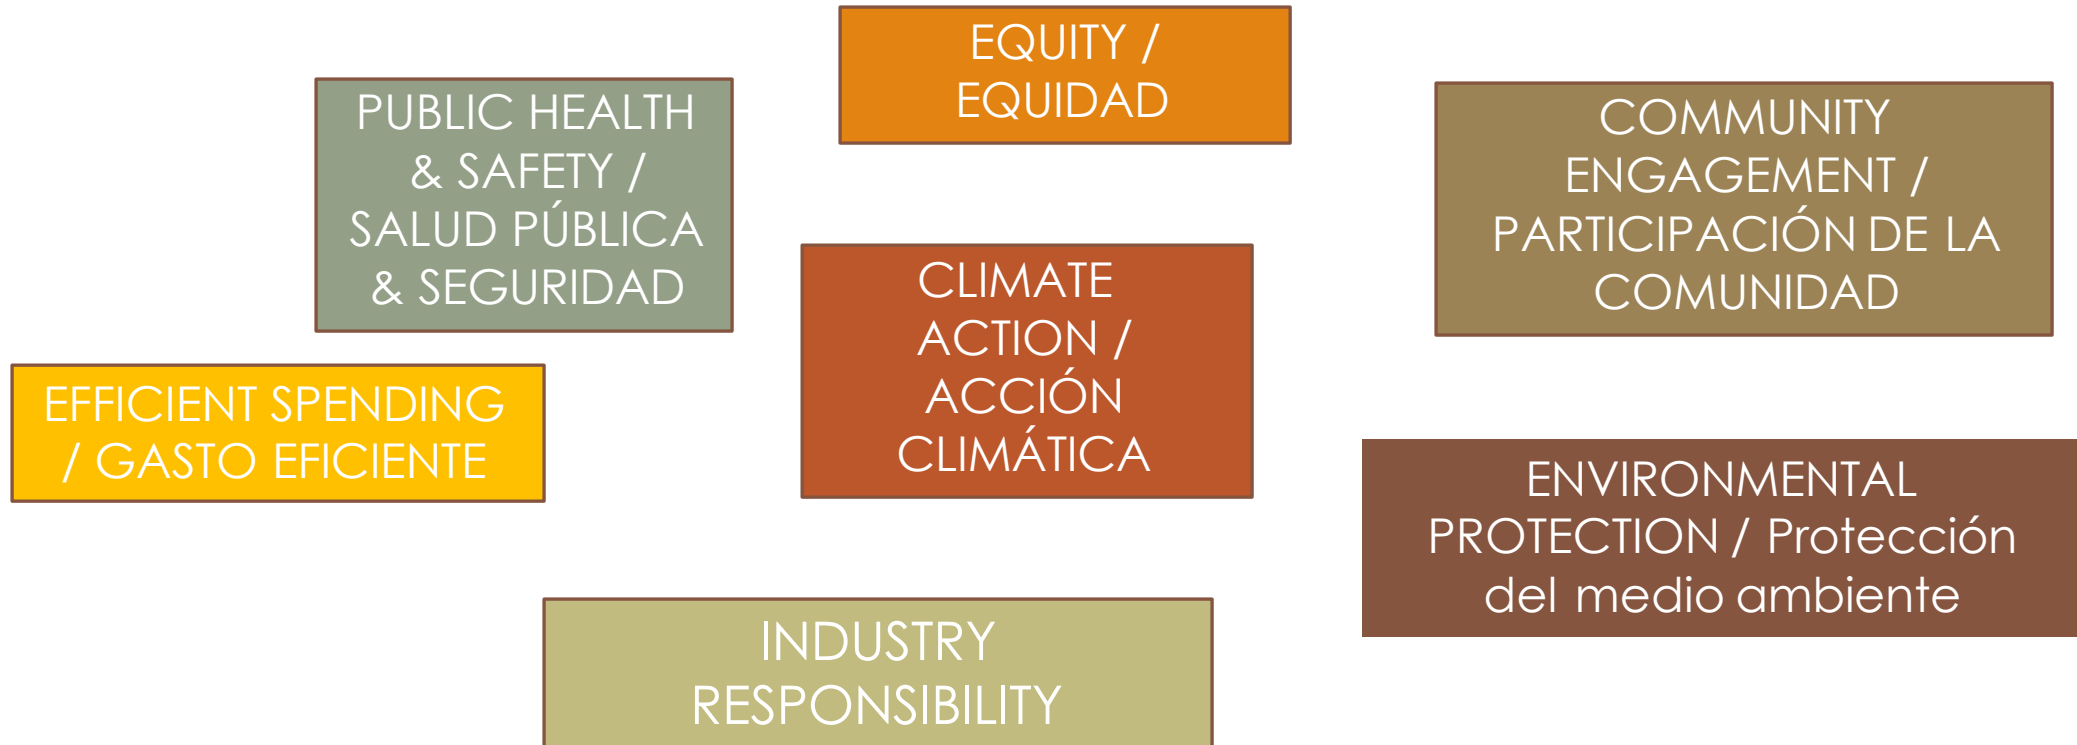 EQUITY /
EQUIDAD
PUBLIC HEALTH
& SAFETY /
SALUD PÚBLICA
& SEGURIDAD
COMMUNITY
ENGAGEMENT /
PARTICIPACIÓN DE LA
COMUNIDAD
CLIMATE
ACTION /
ACCIÓN
CLIMÁTICA
EFFICIENT SPENDING
/ GASTO EFICIENTE
ENVIRONMENTAL
PROTECTION / Protección
del medio ambiente
INDUSTRY
RESPONSIBILITY